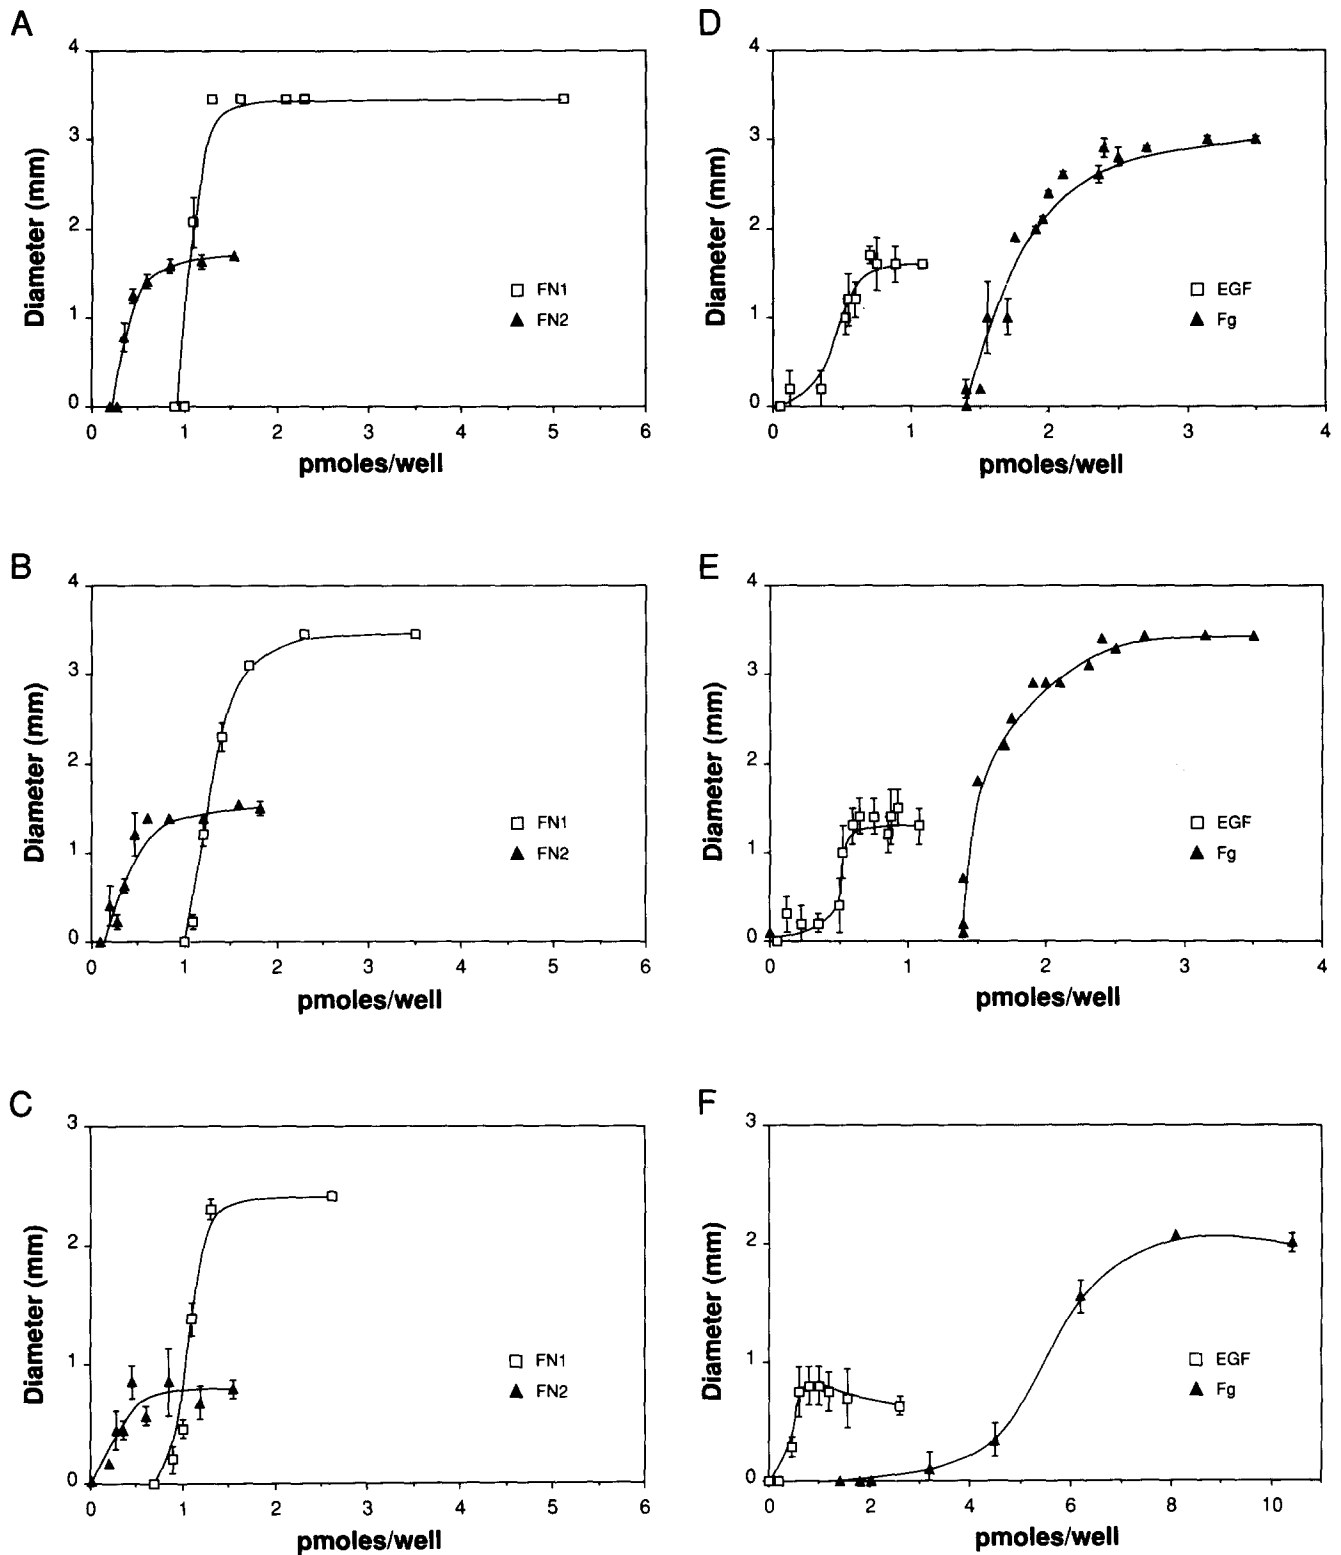 A
4
3
2
1
0
Diameter (mm)
FN1
FN2
0 1 2 3 4 5 6
pmoles/well
D
4
3
2
1
0
Diameter (mm)
EGF
Fg
0 1 2 3 4
pmoles/well
B
4
3
2
1
0
Diameter (mm)
FN1
FN2
0 1 2 3 4 5 6
pmoles/well
E
4
3
2
1
0
Diameter (mm)
EGF
Fg
0 1 2 3 4
pmoles/well
C
3
2
1
0
Diameter (mm)
FN1
FN2
0 1 2 3 4 5 6
pmoles/well
F
3
2
1
0
Diameter (mm)
EGF
Fg
0 2 4 6 8 10
pmoles/well